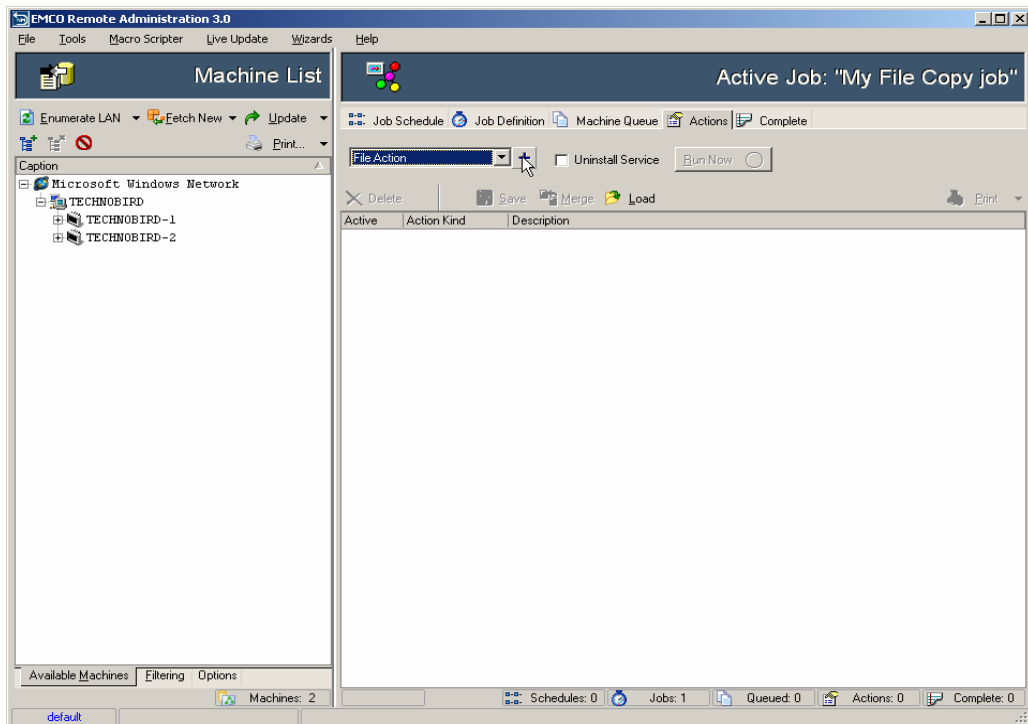 EMCO Remote Administration 3.0
File Tools Macro Scripter Live Update Wizards Help
Machine List
Active Job: "My File Copy job"
Enumerate LAN Fetch New Update
Print...
Job Schedule Job Definition Machine Queue Actions Complete
File Action Uninstall Service Run Now
Delete Save Merge Load Print
Caption
Active Action Kind Description
Microsoft Windows Network
TECHNOBIRD
TECHNOBIRD-1
TECHNOBIRD-2
Available Machines Filtering Options
Machines: 2
Schedules: 0 Jobs: 1 Queued: 0 Actions: 0 Complete: 0
default